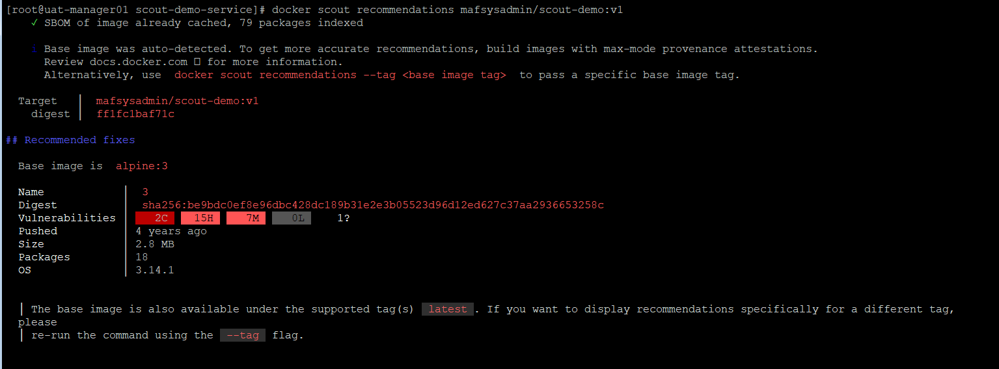 [root@uat-manager01 scout-demo-service]# docker scout recommendations mafsysadmin/scout-demo:v1
✓ SBOM of image already cached, 79 packages indexed
i Base image was auto-detected. To get more accurate recommendations, build images with max-mode provenance attestations.
Review docs.docker.com ▯ for more information.
Alternatively, use docker scout recommendations --tag <base image tag> to pass a specific base image tag.
Target │ mafsysadmin/scout-demo:v1
digest │ ff1fc1baf71c
## Recommended fixes
Base image is alpine:3
Name │ 3
Digest │ sha256:be9bdc0ef8e96dbc428dc189b31e2e3b05523d96d12ed627c37aa2936653258c
Vulnerabilities │ 2C 15H 7M 0L 1?
Pushed │ 4 years ago
Size │ 2.8 MB
Packages │ 18
OS │ 3.14.1
│ The base image is also available under the supported tag(s) latest . If you want to display recommendations specifically for a different tag,
please
│ re-run the command using the --tag flag.